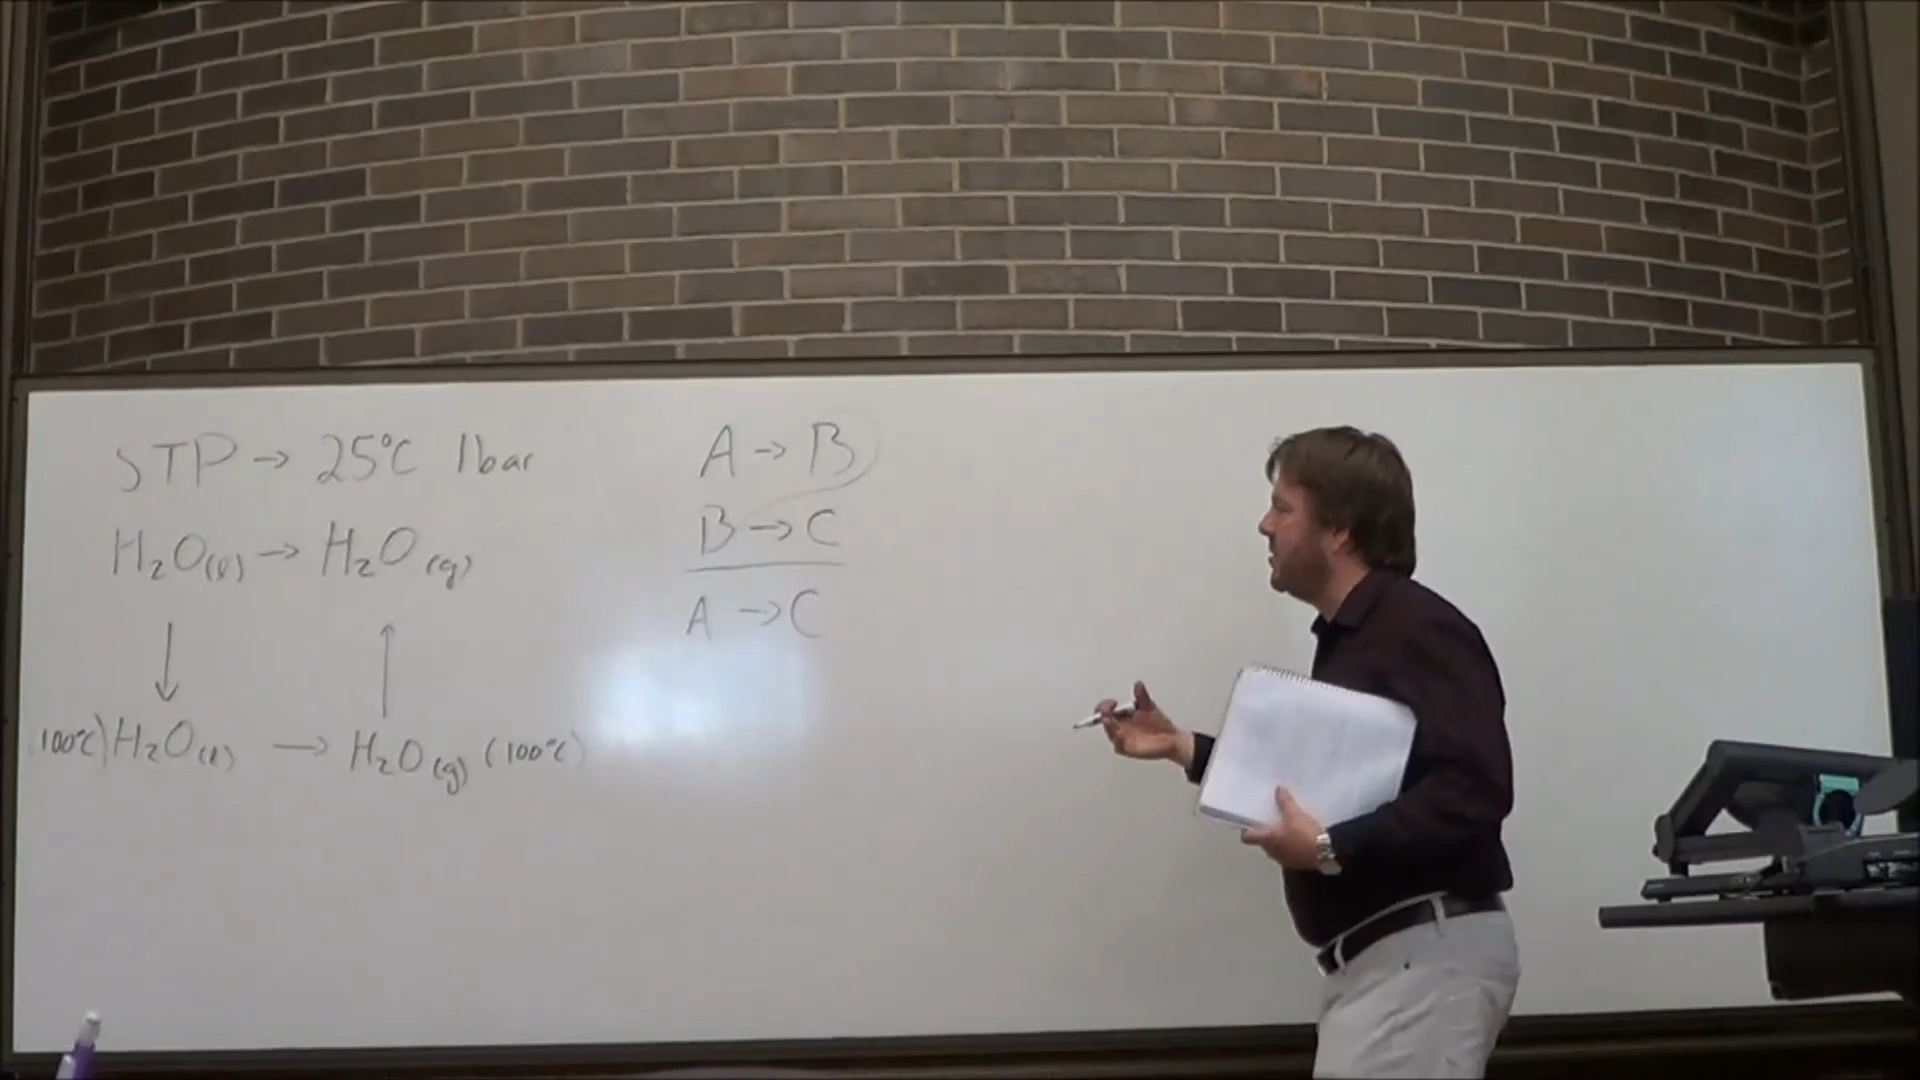 STP → 25°C 1bar
H₂O(l) → H₂O(g)
↓ ↑
(100°C) H₂O(l) → H₂O(g) (100°C)
A → B
B → C
A → C